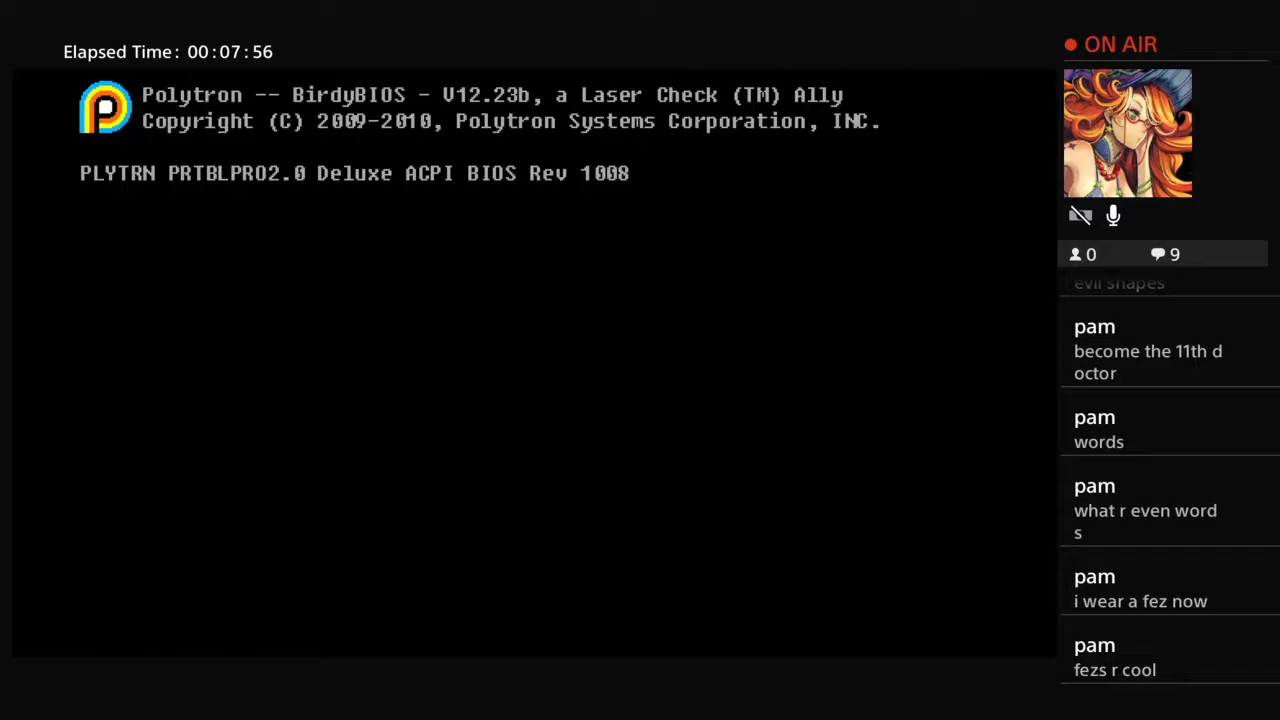 Elapsed Time: 00:07:56
ON AIR
Polytron -- BirdyBIOS - V12.23b, a Laser Check (TM) Ally
Copyright (C) 2009-2010, Polytron Systems Corporation, INC.
PLYTRN PRTBLPRO2.0 Deluxe ACPI BIOS Rev 1008
0
9
evil shapes
pam
become the 11th d
octor
pam
words
pam
what r even word
s
pam
i wear a fez now
pam
fezs r cool